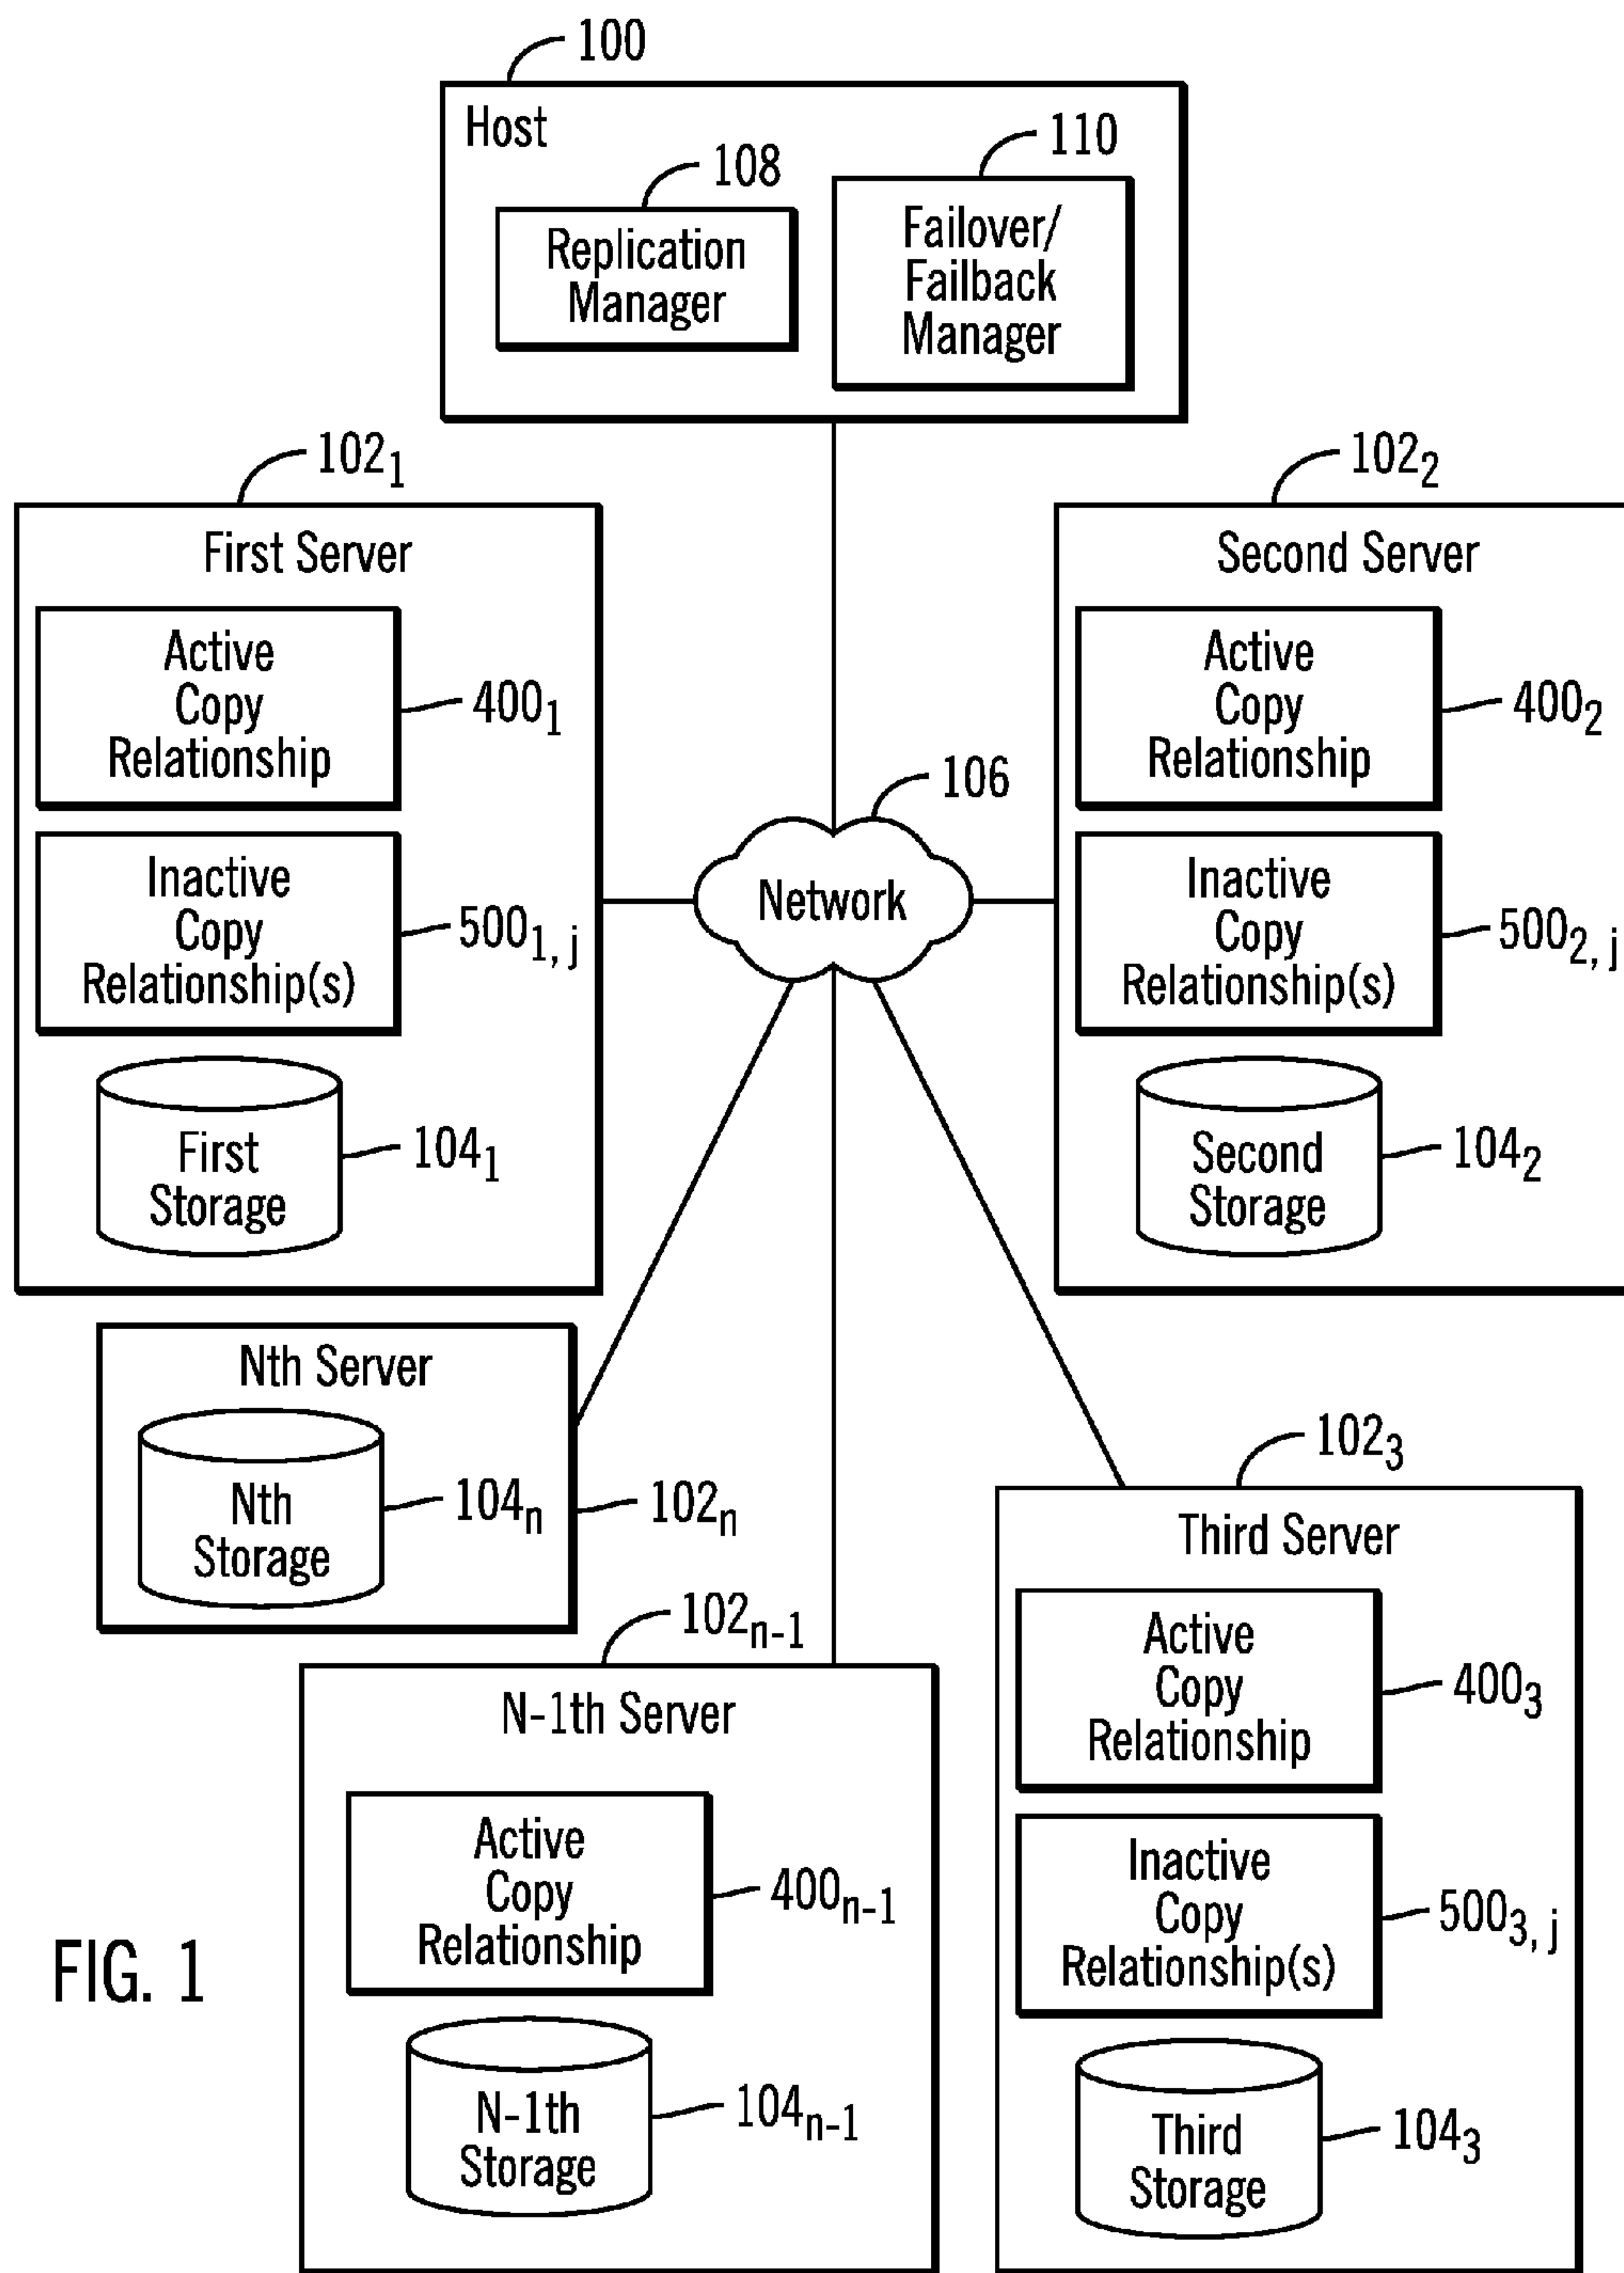 100
Host
108
110
Replication
Manager
Failover/
Failback
Manager
102₁
First Server
Active
Copy
Relationship
400₁
Inactive
Copy
Relationship(s)
500₁, j
First
Storage
104₁
102₂
Second Server
Active
Copy
Relationship
400₂
Inactive
Copy
Relationship(s)
500₂, j
Second
Storage
104₂
106
Network
Nth Server
Nth
Storage
104n
102n
102n-1
N-1th Server
Active
Copy
Relationship
400n-1
N-1th
Storage
104n-1
102₃
Third Server
Active
Copy
Relationship
400₃
Inactive
Copy
Relationship(s)
500₃, j
Third
Storage
104₃
FIG. 1